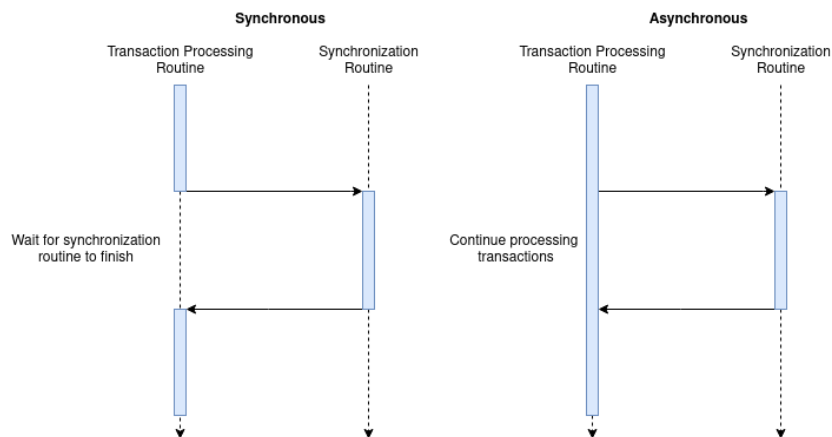 Synchronous
Transaction Processing
Routine
Synchronization
Routine
Wait for synchronization
routine to finish
Asynchronous
Transaction Processing
Routine
Synchronization
Routine
Continue processing
transactions